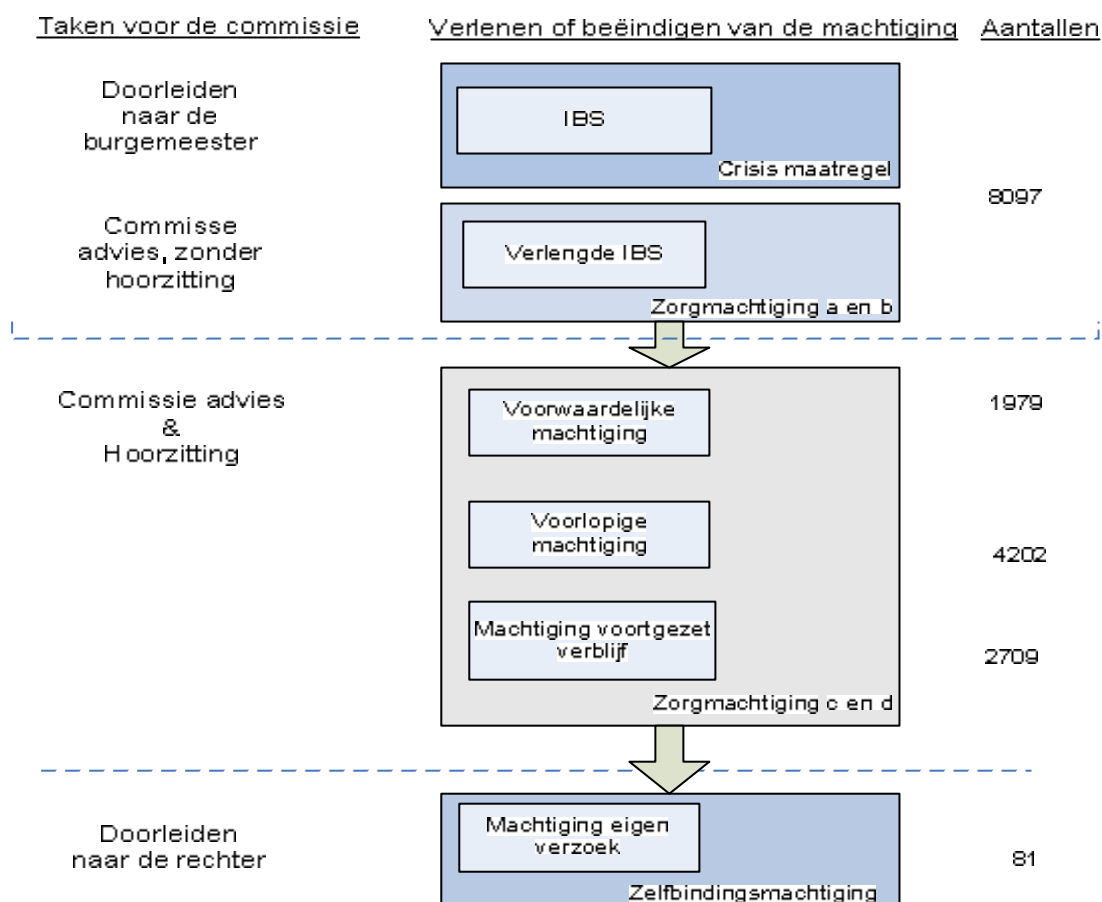 Taken voor de commissie
Verlenen of beëindigen van de machtiging
Aantallen
Doorleiden
naar de
burgemeester
IBS
Crisis maatregel
8097
Commisse
advies, zonder
hoorzitting
Verlengde IBS
Zorgmachtiging a en b
Commissie advies
&
Hoorzitting
Voorwaardelijke
machtiging
1979
Voorlopige
machtiging
4202
Machtiging voortgezet
verblijf
2709
Zorgmachtiging c en d
Doorleiden
naar de rechter
Machtiging eigen
verzoek
81
Zelfbindingsmachtiging